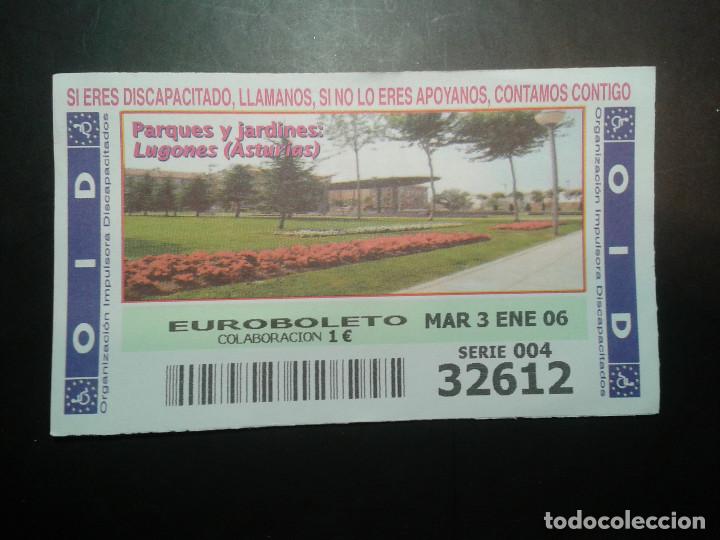 SI ERES DISCAPACITADO, LLAMANOS, SI NO LO ERES APOYANOS, CONTAMOS CONTIGO
OID
Organización Impulsora Discapacitados
Parques y jardines:
Lugones (Asturias)
EUROBOLETO
COLABORACION 1 €
MAR 3 ENE 06
SERIE 004
32612
Organización Impulsora Discapacitados
OID
todocoleccion.net